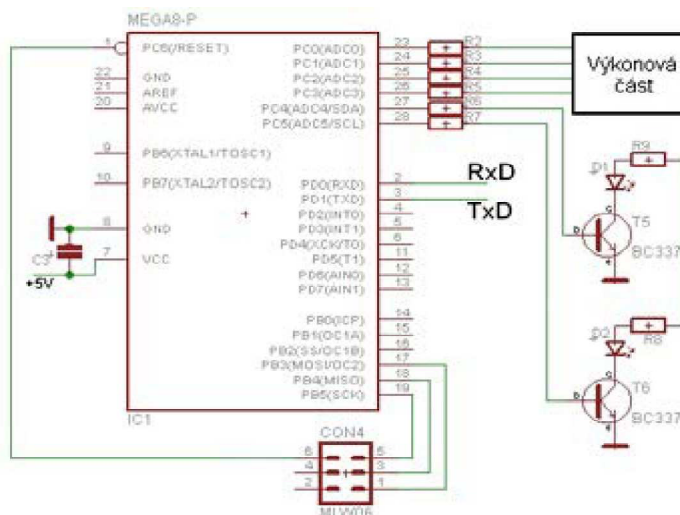 MEGA8-P
1 PC6(/RESET)
22 GND
21 AREF
20 AVCC
9 PB6(XTAL1/TOSC1)
10 PB7(XTAL2/TOSC2)
8 GND
7 VCC
C3
+5V
PC0(ADC0) 23 R2
PC1(ADC1) 24 R3
PC2(ADC2) 25 R4
PC3(ADC3) 26 R5
PC4(ADC4/SDA) 27 R6
PC5(ADC5/SCL) 28 R7
Výkonová
část
PD0(RXD) 2 RxD
PD1(TXD) 3 TxD
PD2(INT0) 4
PD3(INT1) 5
PD4(XCK/T0) 6
PD5(T1) 11
PD6(AIN0) 12
PD7(AIN1) 13
PB0(ICP) 14
PB1(OC1A) 15
PB2(SS/OC1B) 16
PB3(MOSI/OC2) 17
PB4(MISO) 18
PB5(SCK) 19
IC1
R9
D1
T5
BC337
D2
R8
T6
BC337
CON4
6 5
4 3
2 1
MLW06